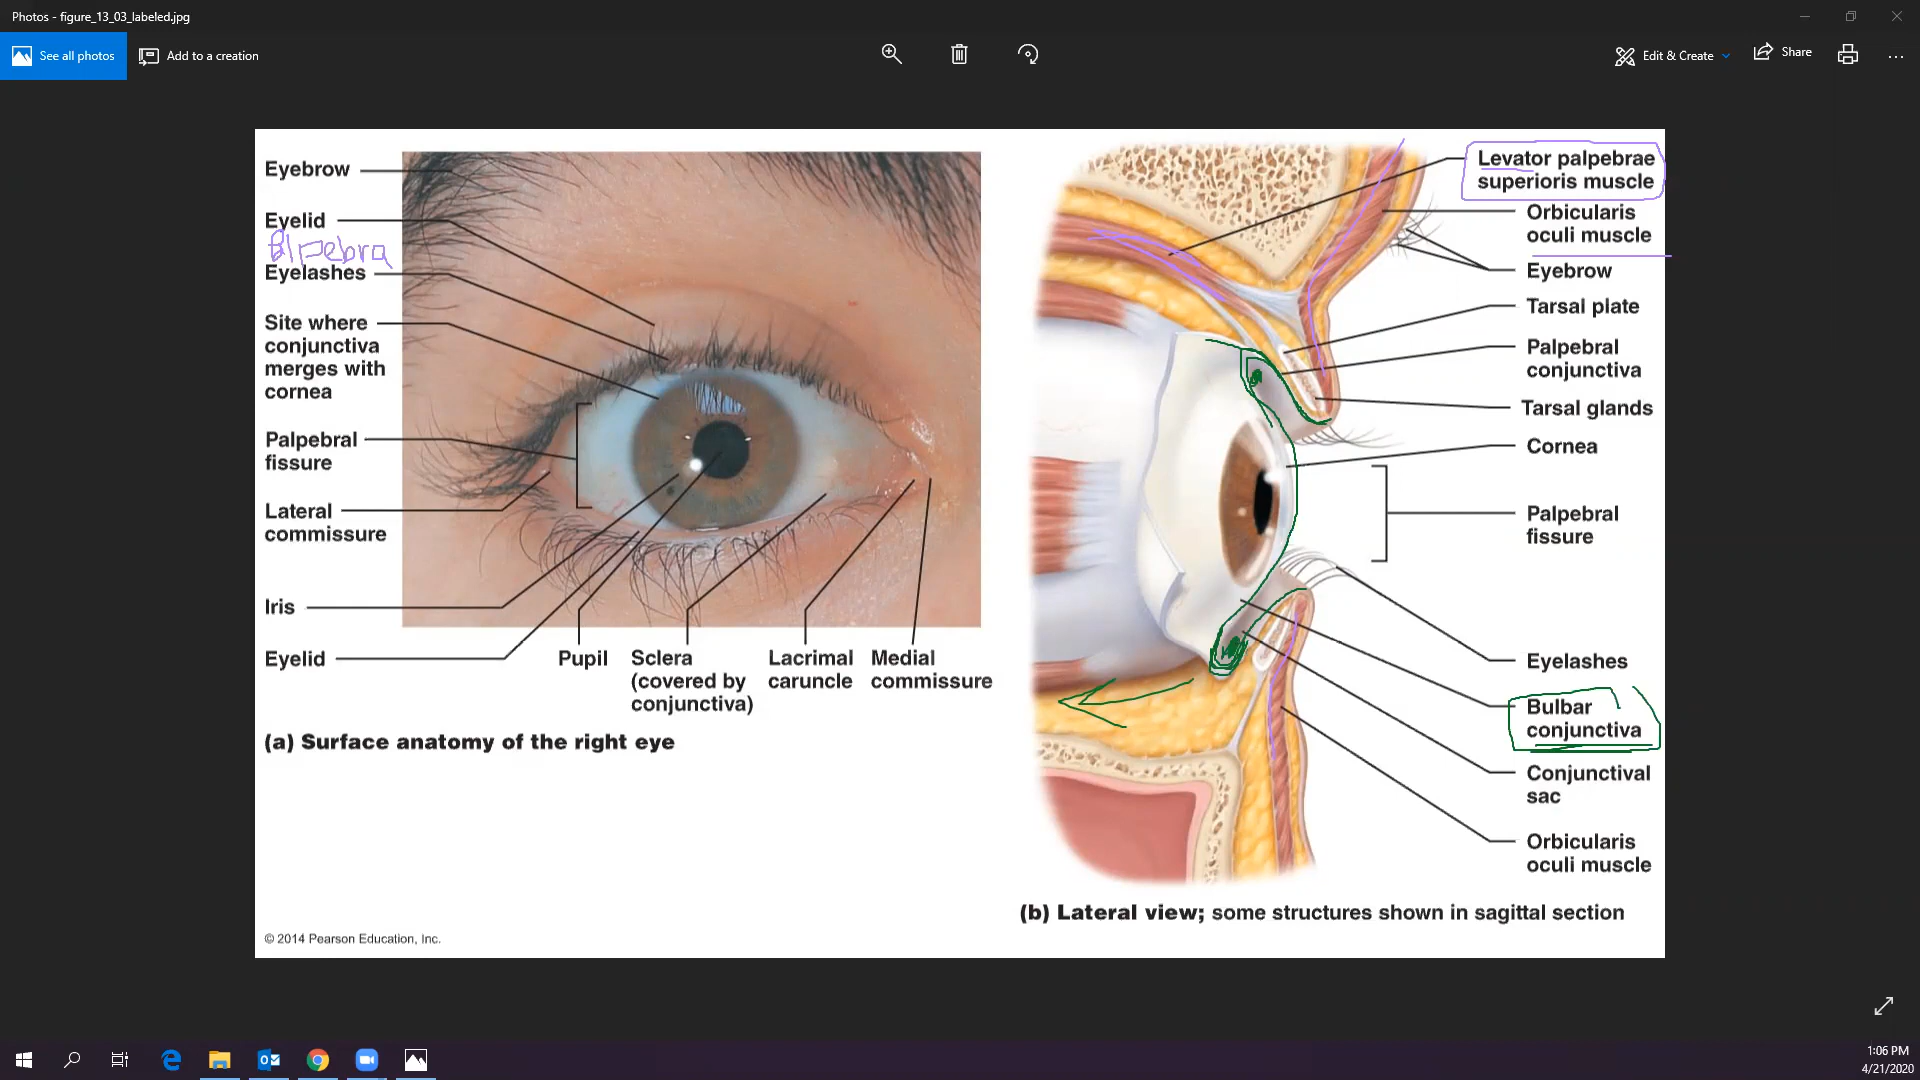 Photos - figure_13_03_labeled.jpg
See all photos
Add to a creation
Edit & Create
Share
Eyebrow
Eyelid
Palpebra
Eyelashes
Site where
conjunctiva
merges with
cornea
Palpebral
fissure
Lateral
commissure
Iris
Eyelid
Pupil
Sclera
(covered by
conjunctiva)
Lacrimal
caruncle
Medial
commissure
(a) Surface anatomy of the right eye
Levator palpebrae
superioris muscle
Orbicularis
oculi muscle
Eyebrow
Tarsal plate
Palpebral
conjunctiva
Tarsal glands
Cornea
Palpebral
fissure
Eyelashes
Bulbar
conjunctiva
Conjunctival
sac
Orbicularis
oculi muscle
(b) Lateral view; some structures shown in sagittal section
© 2014 Pearson Education, Inc.
1:06 PM
4/21/2020